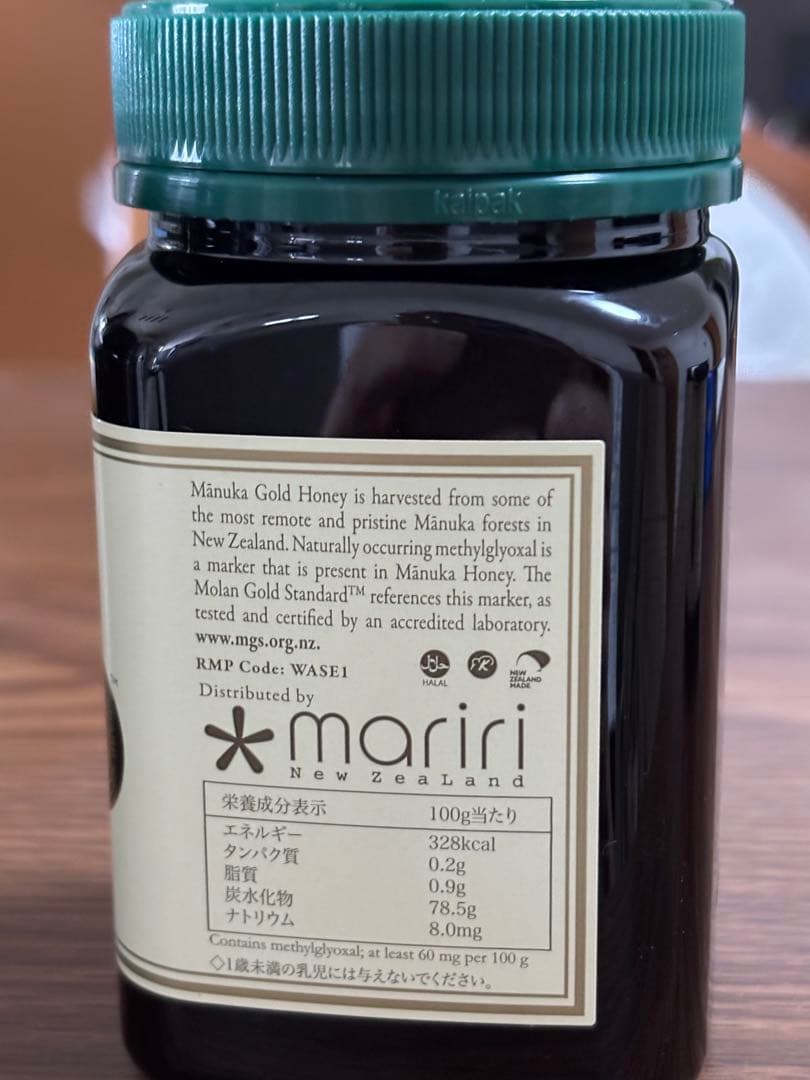 kaipak
Mānuka Gold Honey is harvested from some of
the most remote and pristine Mānuka forests in
New Zealand. Naturally occurring methylglyoxal is
a marker that is present in Mānuka Honey. The
Molan Gold Standard™ references this marker, as
tested and certified by an accredited laboratory.
www.mgs.org.nz.
RMP Code: WASE1
حلال
HALAL
NEW
ZEALAND
MADE
Distributed by
mariri
New Zealand
栄養成分表示 100g当たり
エネルギー 328kcal
タンパク質 0.2g
脂質 0.9g
炭水化物 78.5g
ナトリウム 8.0mg
Contains methylglyoxal; at least 60 mg per 100 g
◇1歳未満の乳児には与えないでください。